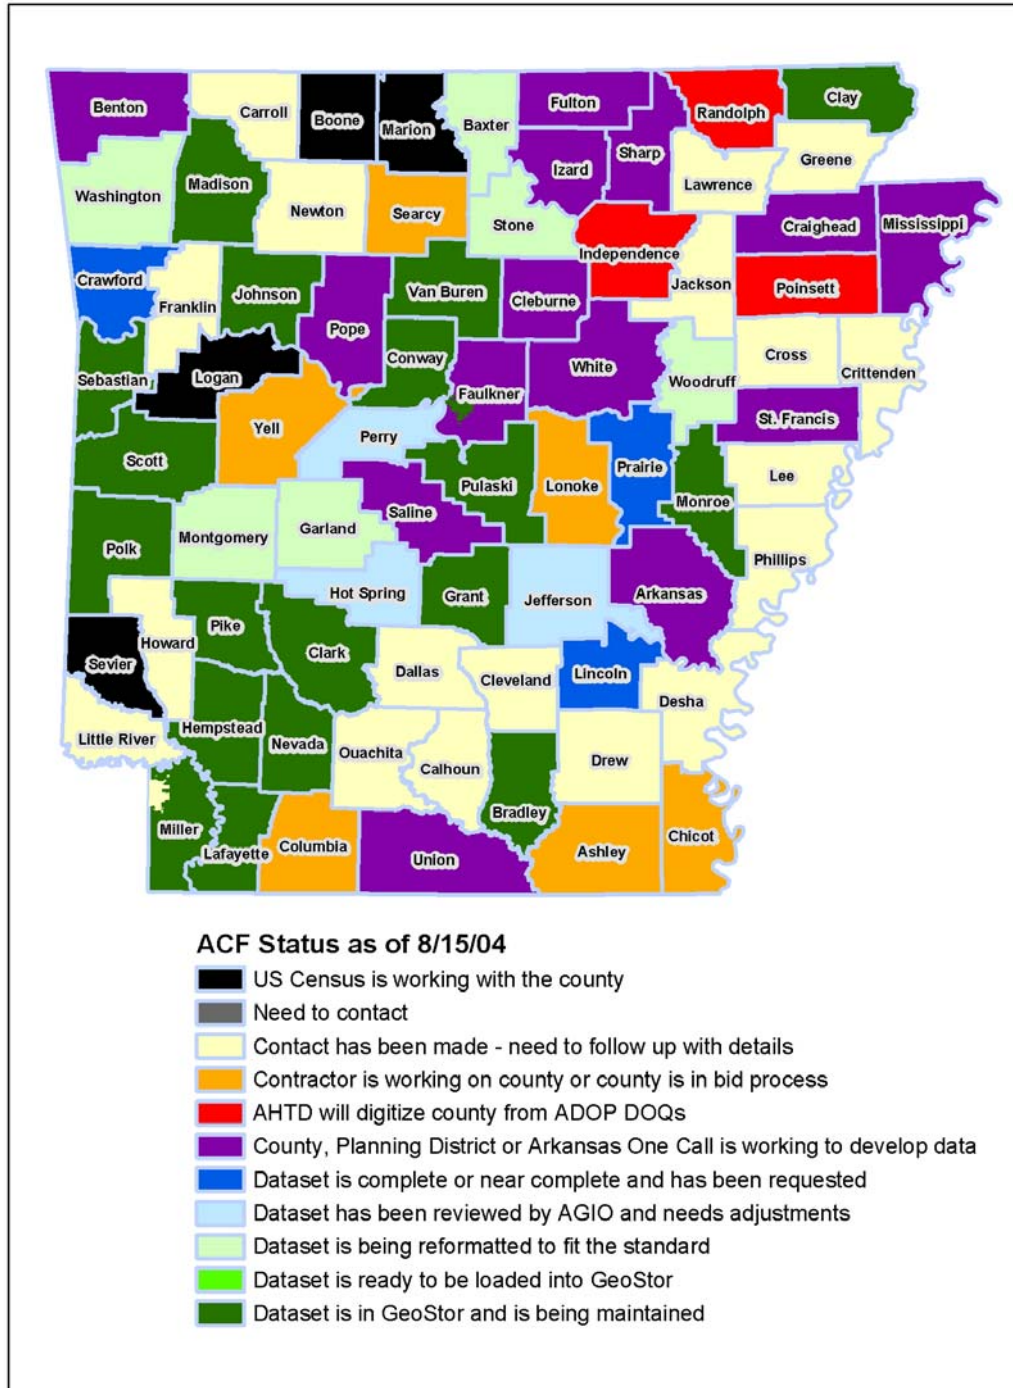 Benton
Carroll
Boone
Marion
Baxter
Fulton
Sharp
Randolph
Clay
Washington
Madison
Newton
Searcy
Stone
Izard
Lawrence
Greene
Craighead
Mississippi
Crawford
Franklin
Johnson
Pope
Van Buren
Cleburne
Independence
Jackson
Poinsett
Sebastian
Logan
Conway
Faulkner
White
Woodruff
Cross
Crittenden
Scott
Yell
Perry
Pulaski
Lonoke
Prairie
Monroe
St. Francis
Lee
Polk
Montgomery
Garland
Saline
Hot Spring
Grant
Jefferson
Arkansas
Phillips
Sevier
Howard
Pike
Clark
Dallas
Cleveland
Lincoln
Desha
Little River
Hempstead
Nevada
Ouachita
Calhoun
Bradley
Drew
Miller
Lafayette
Columbia
Union
Ashley
Chicot
ACF Status as of 8/15/04
US Census is working with the county
Need to contact
Contact has been made - need to follow up with details
Contractor is working on county or county is in bid process
AHTD will digitize county from ADOP DOQs
County, Planning District or Arkansas One Call is working to develop data
Dataset is complete or near complete and has been requested
Dataset has been reviewed by AGIO and needs adjustments
Dataset is being reformatted to fit the standard
Dataset is ready to be loaded into GeoStor
Dataset is in GeoStor and is being maintained